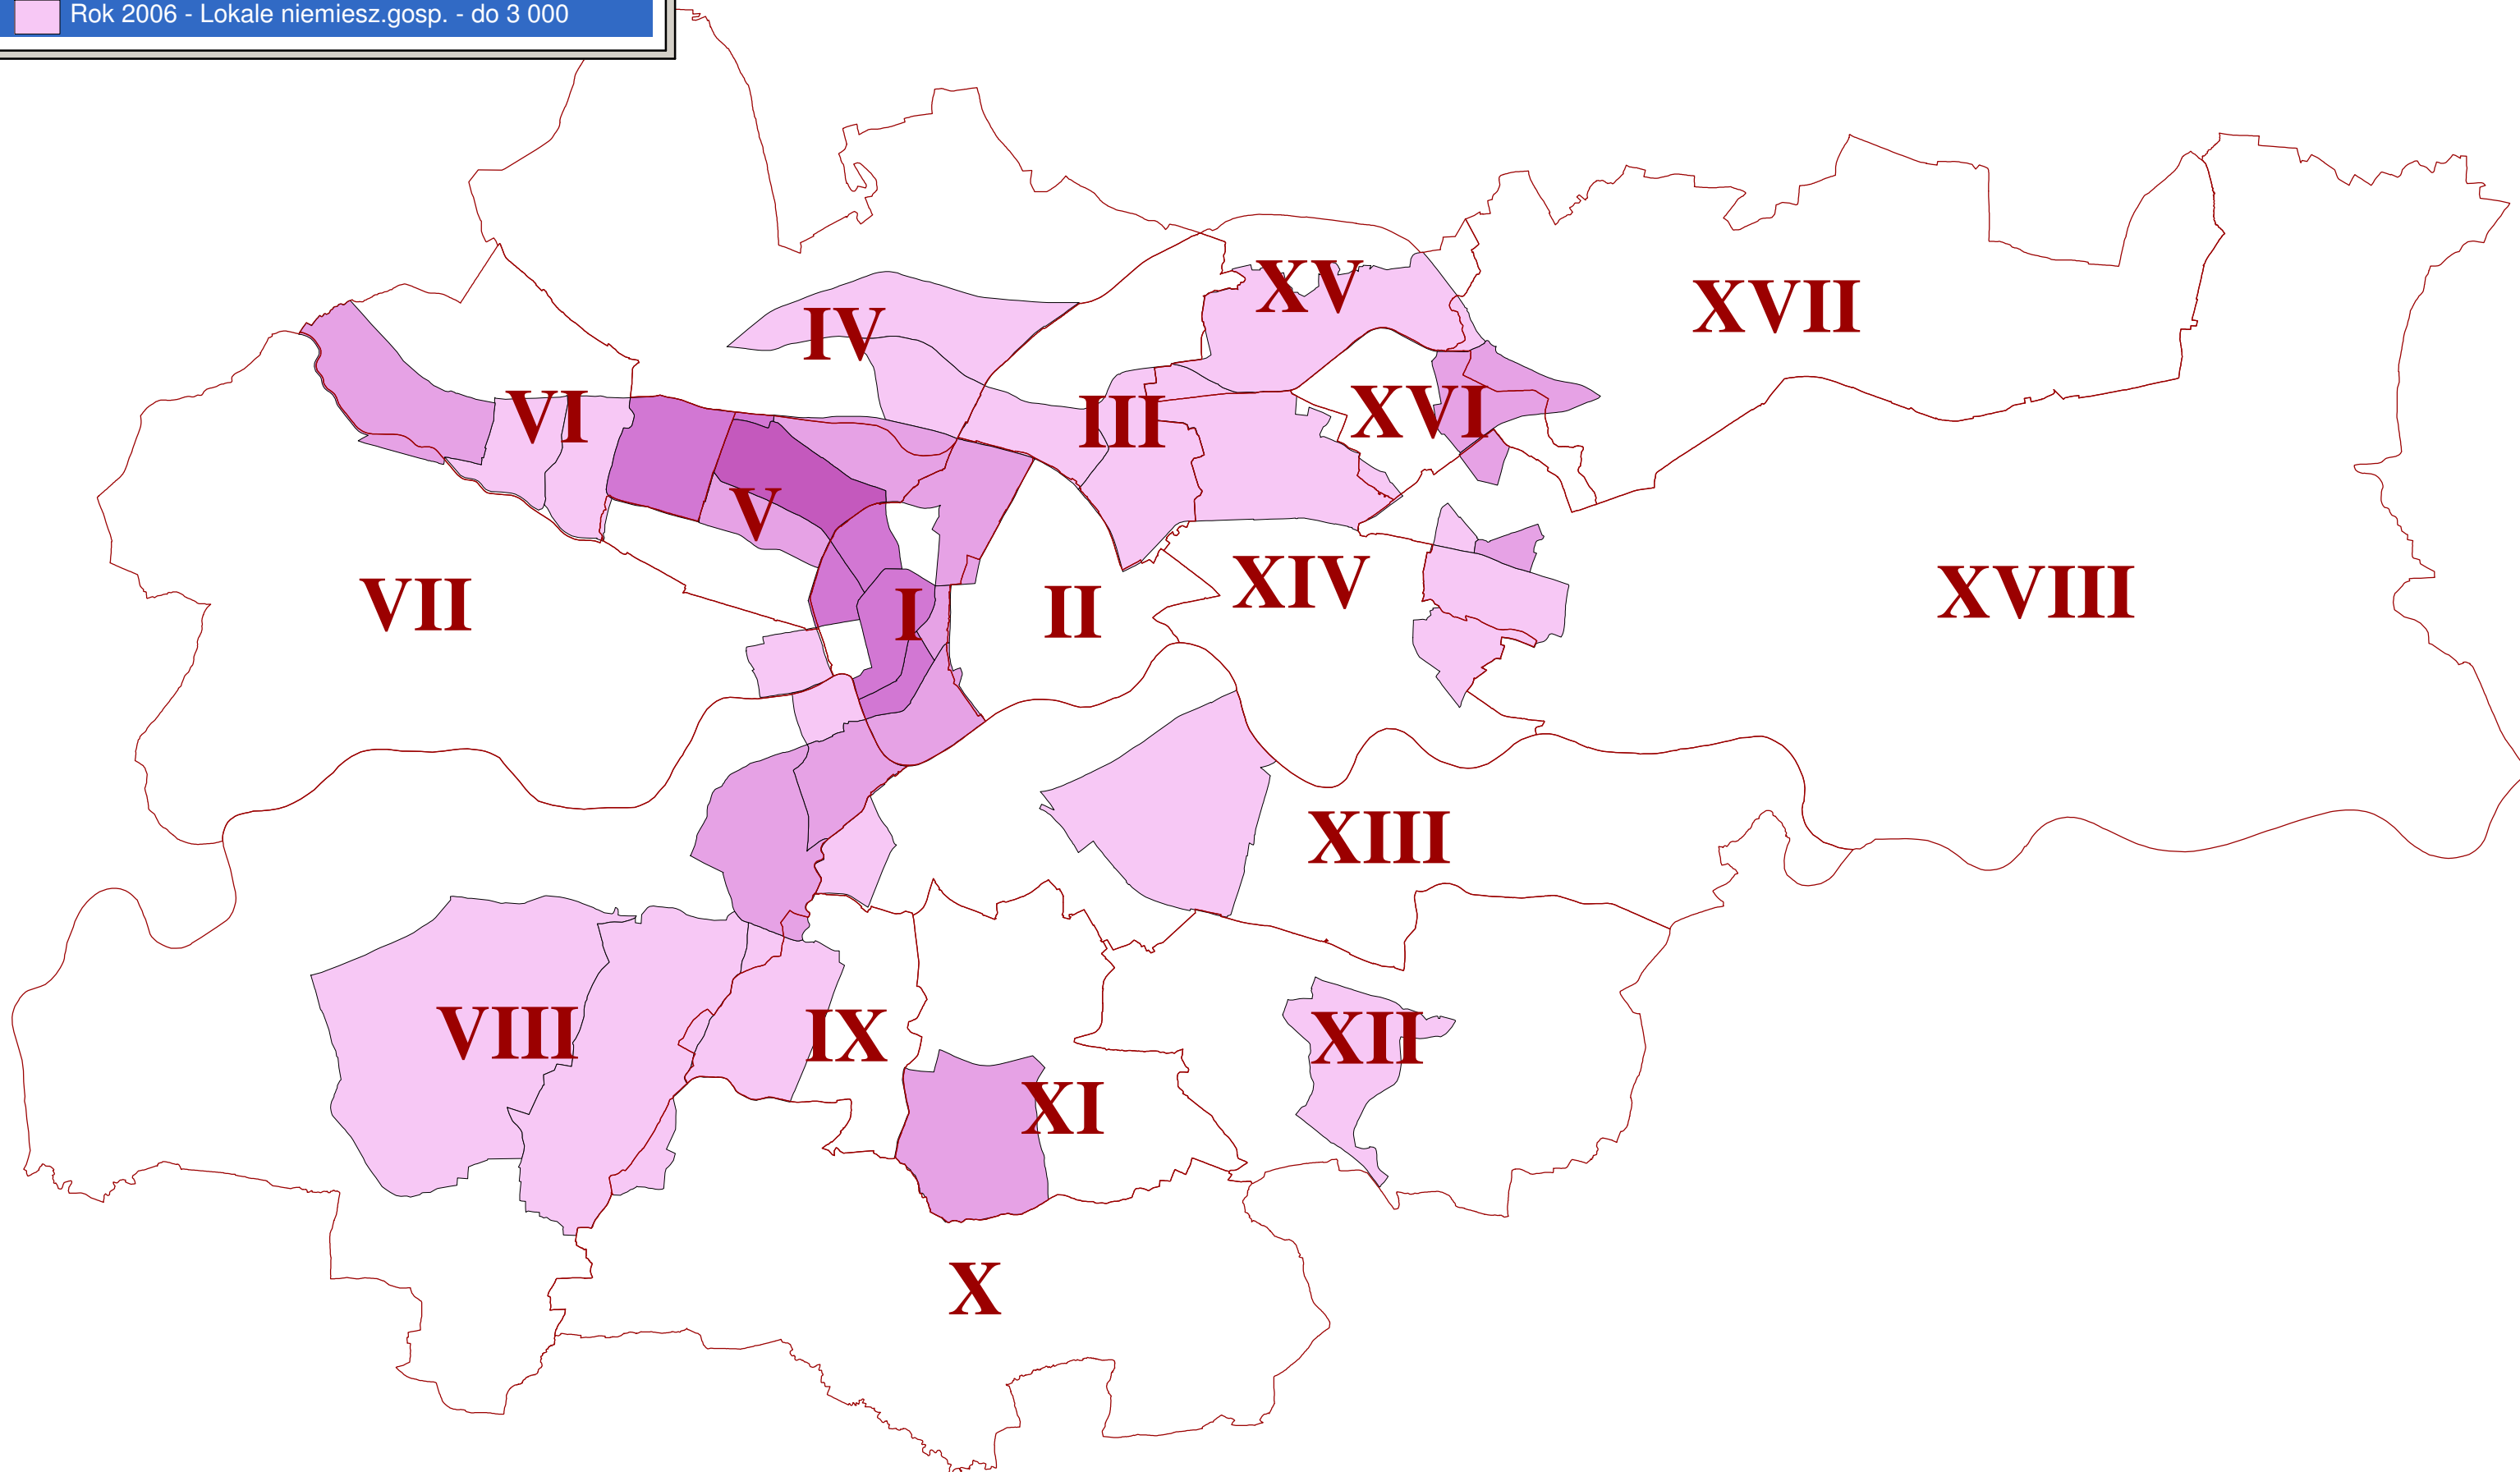 Rok 2006 - Lokale niemiesz.gosp. - do 3 000
XV
XVII
IV
VI
III
XVI
V
VII
I
II
XIV
XVIII
XIII
VIII
IX
XII
XI
X